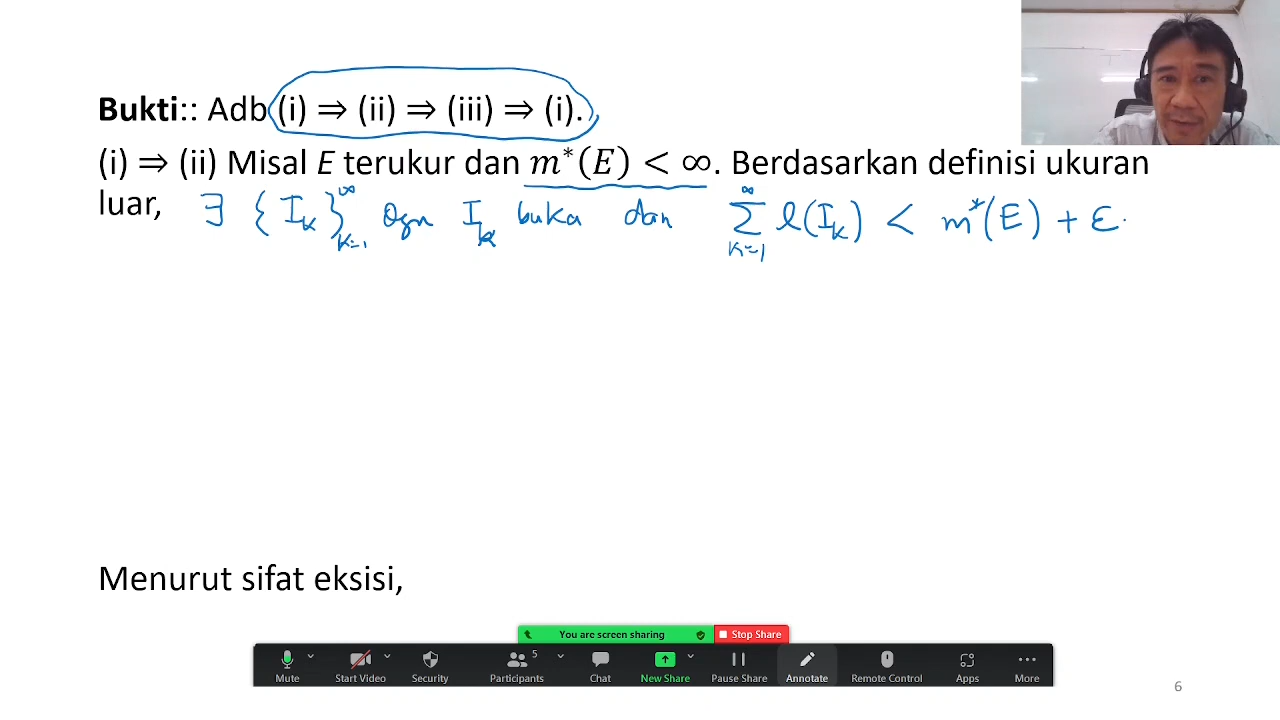 Bukti:: Adb (i) ⇒ (ii) ⇒ (iii) ⇒ (i).
(i) ⇒ (ii) Misal E terukur dan m*(E) < ∞. Berdasarkan definisi ukuran
luar, ∃ {I_k}_{k=1}^∞ dgn I_k buka dan ∑_{k=1}^∞ l(I_k) < m*(E) + ε.
Menurut sifat eksisi,
You are screen sharing Stop Share
5
Mute Start Video Security Participants Chat New Share Pause Share Annotate Remote Control Apps More
6